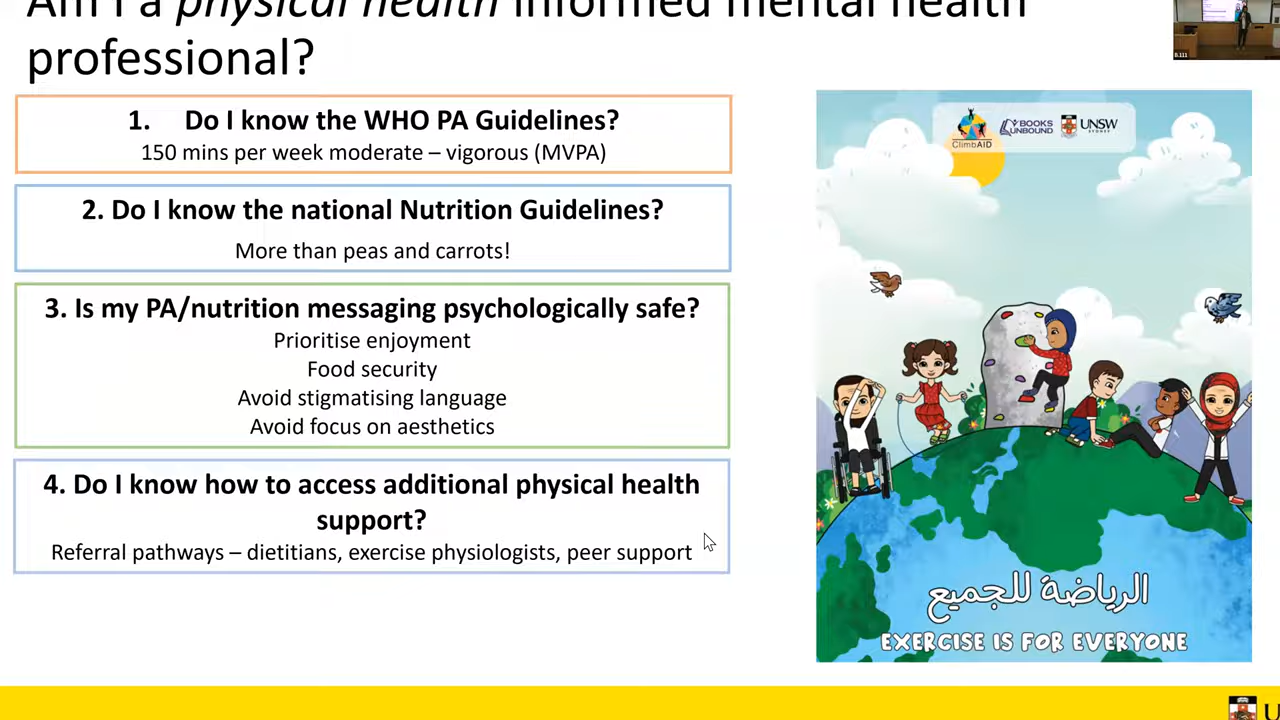 Am I a physical health informed mental health
professional?
1. Do I know the WHO PA Guidelines?
150 mins per week moderate – vigorous (MVPA)
2. Do I know the national Nutrition Guidelines?
More than peas and carrots!
3. Is my PA/nutrition messaging psychologically safe?
Prioritise enjoyment
Food security
Avoid stigmatising language
Avoid focus on aesthetics
4. Do I know how to access additional physical health
support?
Referral pathways – dietitians, exercise physiologists, peer support
ClimbAID
BOOKS
UNBOUND
UNSW
SYDNEY
الرياضة للجميع
EXERCISE IS FOR EVERYONE